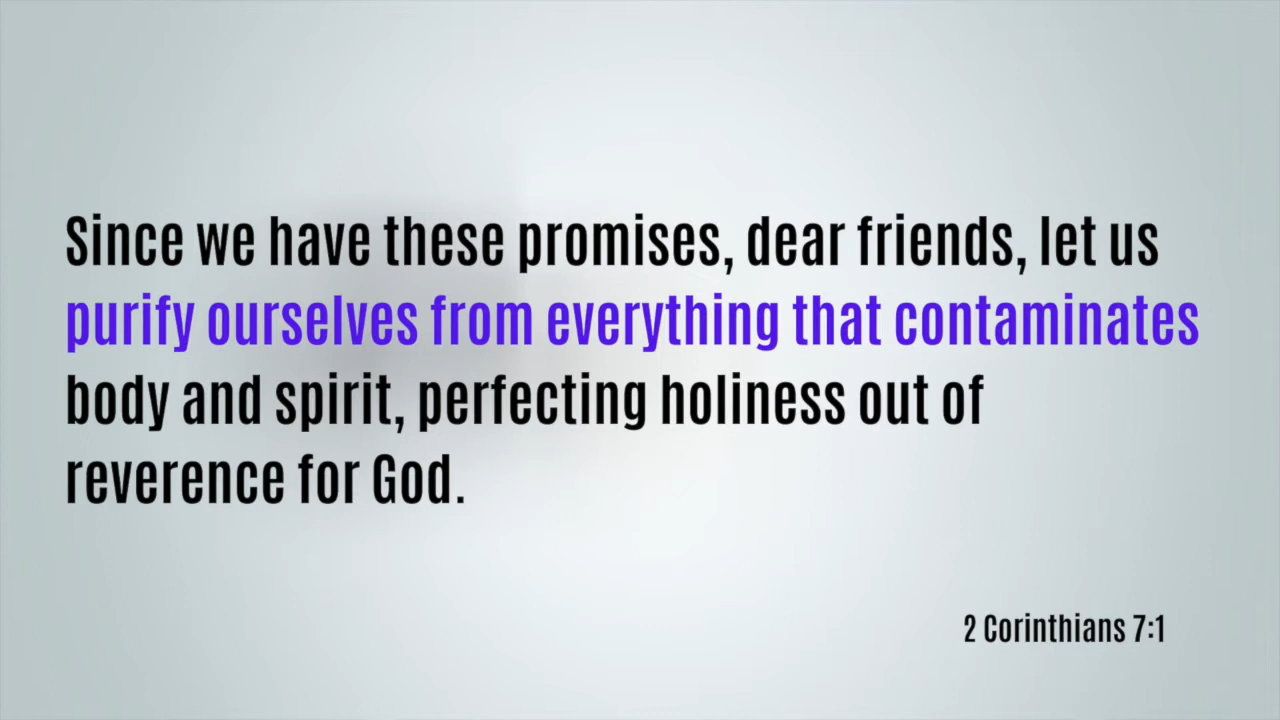 Since we have these promises, dear friends, let us
purify ourselves from everything that contaminates
body and spirit, perfecting holiness out of
reverence for God.
2 Corinthians 7:1